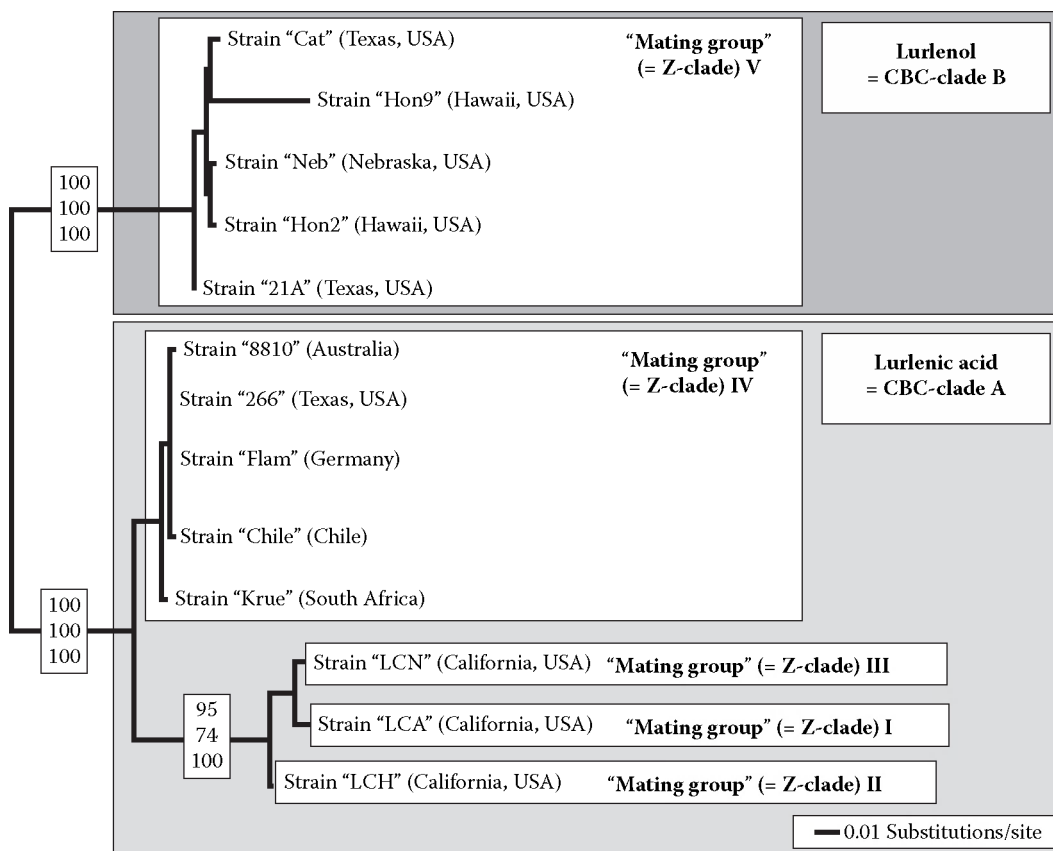 Strain “Cat” (Texas, USA)
“Mating group”
(= Z-clade) V
Lurlenol
= CBC-clade B
Strain “Hon9” (Hawaii, USA)
Strain “Neb” (Nebraska, USA)
100
100
100
Strain “Hon2” (Hawaii, USA)
Strain “21A” (Texas, USA)
Strain “8810” (Australia)
“Mating group”
(= Z-clade) IV
Lurlenic acid
= CBC-clade A
Strain “266” (Texas, USA)
Strain “Flam” (Germany)
Strain “Chile” (Chile)
Strain “Krue” (South Africa)
100
100
100
Strain “LCN” (California, USA) “Mating group” (= Z-clade) III
95
74
100
Strain “LCA” (California, USA) “Mating group” (= Z-clade) I
Strain “LCH” (California, USA) “Mating group” (= Z-clade) II
0.01 Substitutions/site